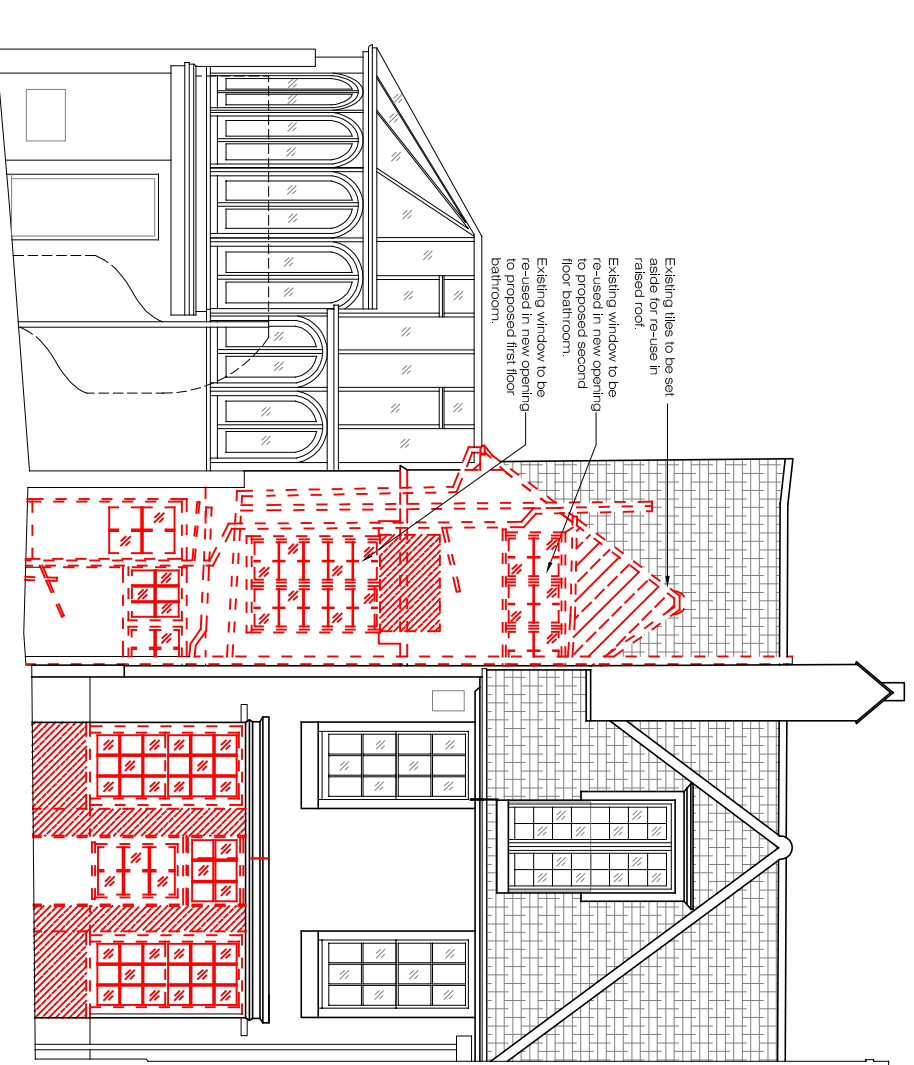 Existing tiles to be set
aside for re-use in
raised roof.
Existing window to be
re-used in new opening
to proposed second
floor bathroom.
Existing window to be
re-used in new opening
to proposed first floor
bathroom.